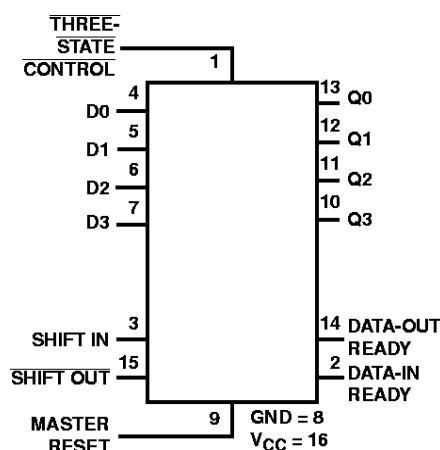 THREE-
STATE
CONTROL
1
4
D0
5
D1
6
D2
7
D3
13
Q0
12
Q1
11
Q2
10
Q3
3
SHIFT IN
15
SHIFT OUT
14
DATA-OUT
READY
2
DATA-IN
READY
9
MASTER
RESET
GND = 8
VCC = 16